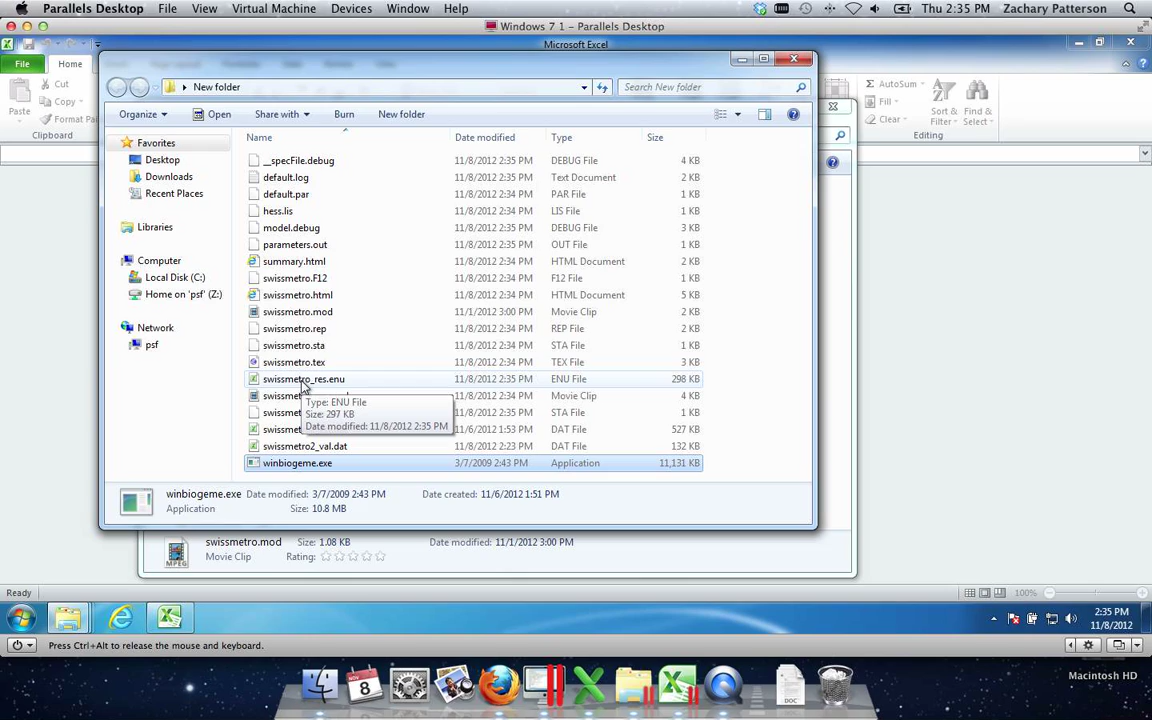 Parallels Desktop File View Virtual Machine Devices Window Help Thu 2:35 PM Zachary Patterson
Windows 7 1 - Parallels Desktop
Microsoft Excel
File Home
Cut
Copy
Format Pa
Paste
Clipboard
AutoSum
Fill
Clear
Sort & Filter
Find & Select
Editing
New folder
Search New folder
Organize Open Share with Burn New folder
Favorites
Desktop
Downloads
Recent Places
Libraries
Computer
Local Disk (C:)
Home on 'psf' (Z:)
Network
psf
Name Date modified Type Size
__specFile.debug 11/8/2012 2:35 PM DEBUG File 4 KB
default.log 11/8/2012 2:35 PM Text Document 2 KB
default.par 11/8/2012 2:34 PM PAR File 1 KB
hess.lis 11/8/2012 2:34 PM LIS File 1 KB
model.debug 11/8/2012 2:35 PM DEBUG File 3 KB
parameters.out 11/8/2012 2:35 PM OUT File 1 KB
summary.html 11/8/2012 2:34 PM HTML Document 2 KB
swissmetro.F12 11/8/2012 2:34 PM F12 File 1 KB
swissmetro.html 11/8/2012 2:34 PM HTML Document 5 KB
swissmetro.mod 11/1/2012 3:00 PM Movie Clip 2 KB
swissmetro.rep 11/8/2012 2:34 PM REP File 2 KB
swissmetro.sta 11/8/2012 2:34 PM STA File 1 KB
swissmetro.tex 11/8/2012 2:34 PM TEX File 3 KB
swissmetro_res.enu 11/8/2012 2:35 PM ENU File 298 KB
swissme 11/8/2012 2:34 PM Movie Clip 4 KB
swissmet 11/8/2012 2:35 PM STA File 1 KB
swissme 11/6/2012 1:53 PM DAT File 527 KB
swissmetro2_val.dat 11/8/2012 2:23 PM DAT File 132 KB
winbiogeme.exe 3/7/2009 2:43 PM Application 11,131 KB
Type: ENU File
Size: 297 KB
Date modified: 11/8/2012 2:35 PM
winbiogeme.exe Date modified: 3/7/2009 2:43 PM Date created: 11/6/2012 1:51 PM
Application Size: 10.8 MB
swissmetro.mod Size: 1.08 KB Date modified: 11/1/2012 3:00 PM
Movie Clip Rating:
MPEG
Ready 100%
2:35 PM
11/8/2012
Press Ctrl+Alt to release the mouse and keyboard.
Macintosh HD
NOV
8
DOC